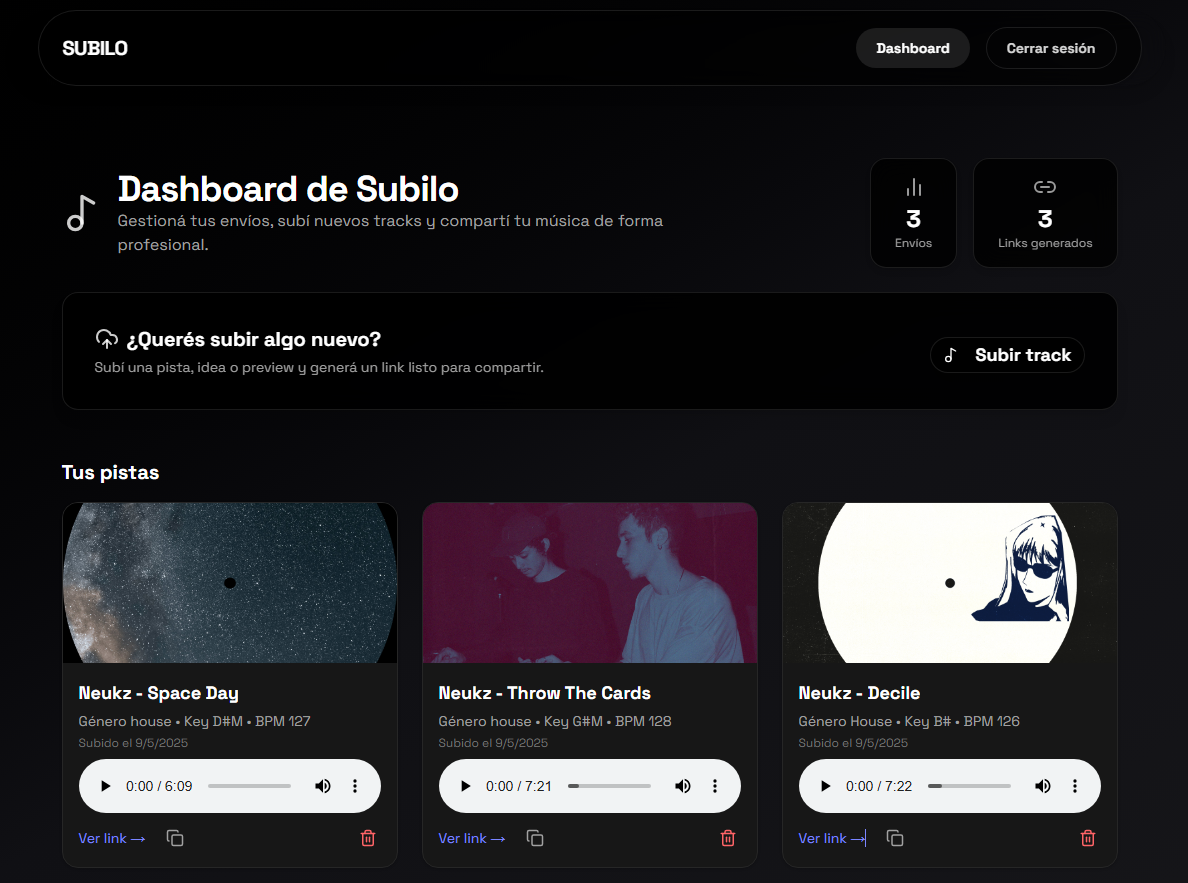 SUBILO
Dashboard
Cerrar sesión
Dashboard de Subilo
Gestioná tus envíos, subí nuevos tracks y compartí tu música de forma
profesional.
3
Envíos
3
Links generados
¿Querés subir algo nuevo?
Subí una pista, idea o preview y generá un link listo para compartir.
Subir track
Tus pistas
Neukz - Space Day
Género house • Key D#M • BPM 127
Subido el 9/5/2025
0:00 / 6:09
Ver link →
Neukz - Throw The Cards
Género house • Key G#M • BPM 128
Subido el 9/5/2025
0:00 / 7:21
Ver link →
Neukz - Decile
Género House • Key B# • BPM 126
Subido el 9/5/2025
0:00 / 7:22
Ver link →